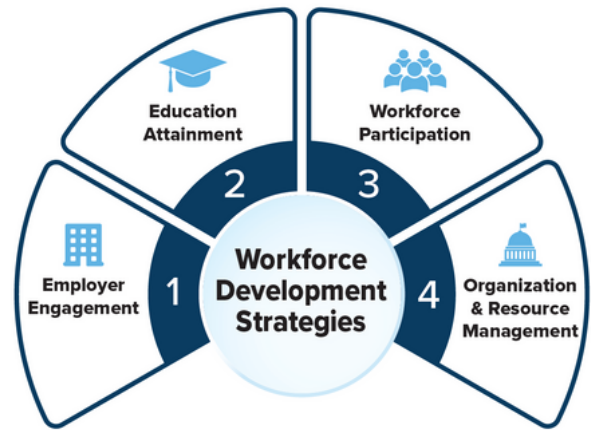 Education
Attainment
Workforce
Participation
2
3
Employer
Engagement
1
Workforce
Development
Strategies
4
Organization
& Resource
Management